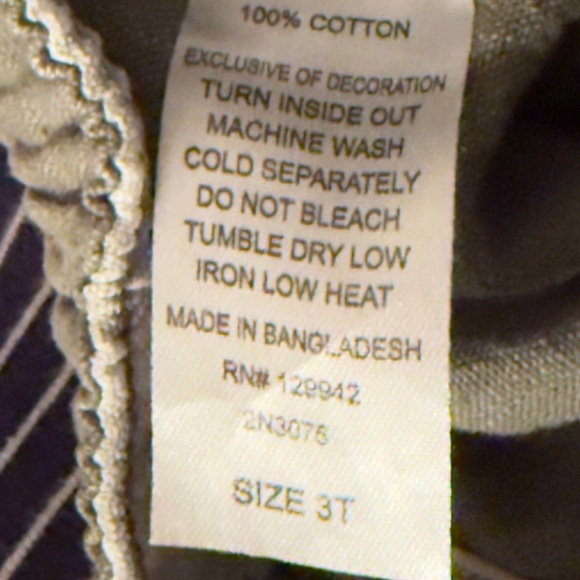 100% COTTON
EXCLUSIVE OF DECORATION
TURN INSIDE OUT
MACHINE WASH
COLD SEPARATELY
DO NOT BLEACH
TUMBLE DRY LOW
IRON LOW HEAT
MADE IN BANGLADESH
RN# 129942
2N3075
SIZE 3T